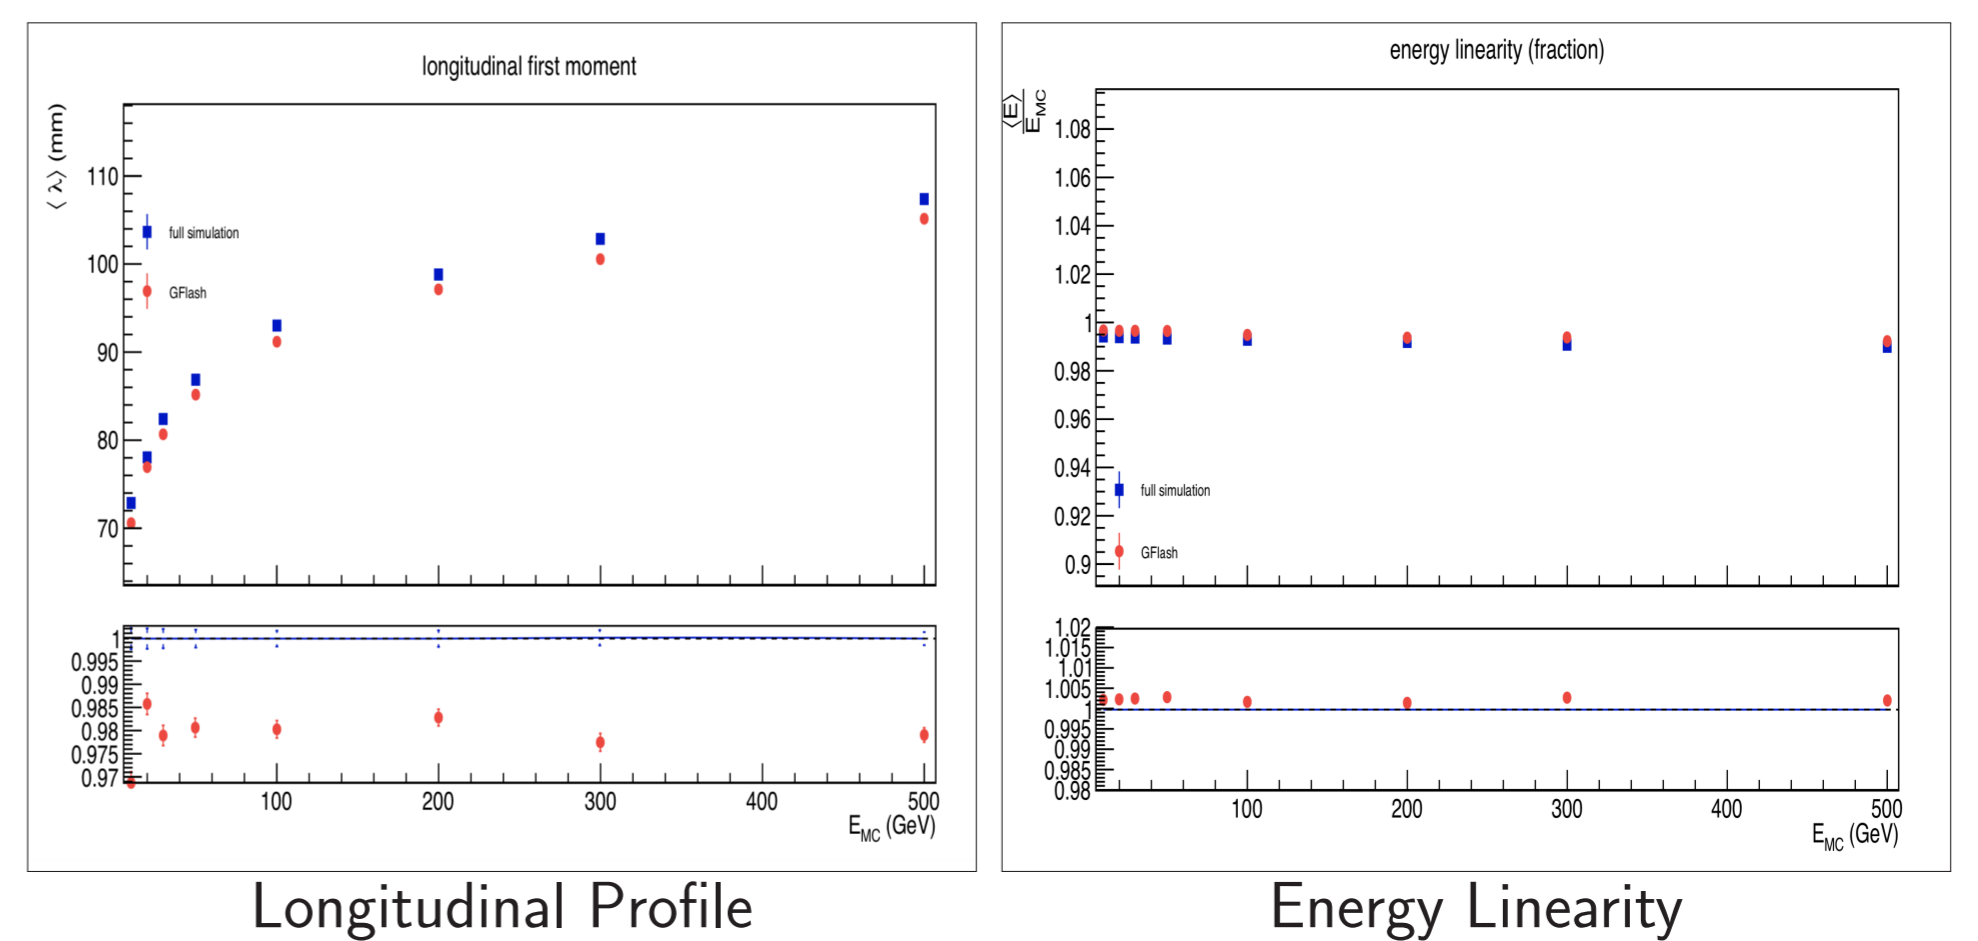 longitudinal first moment
⟨ λ⟩ (mm)
110
100
90
80
70
full simulation
GFlash
1
0.995
0.99
0.985
0.98
0.975
0.97
100 200 300 400 500
E_MC (GeV)
Longitudinal Profile
energy linearity (fraction)
⟨E⟩
E_MC
1.08
1.06
1.04
1.02
1
0.98
0.96
0.94
0.92
0.9
full simulation
GFlash
1.02
1.015
1.01
1.005
1
0.995
0.99
0.985
0.98
100 200 300 400 500
E_MC (GeV)
Energy Linearity